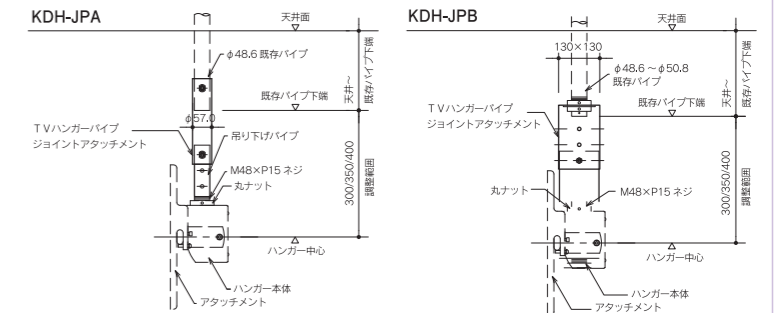 KDH-JPA
天井面
φ48.6 既存パイプ
既存パイプ下端
φ57.0
TVハンガーパイプ
ジョイントアタッチメント
吊り下げパイプ
M48×P15 ネジ
丸ナット
ハンガー中心
ハンガー本体
アタッチメント
天井〜
既存パイプ下端
300/350/400
調整範囲
KDH-JPB
天井面
130×130
φ48.6 〜φ50.8
既存パイプ
既存パイプ下端
TVハンガーパイプ
ジョイントアタッチメント
丸ナット
M48×P15 ネジ
ハンガー中心
ハンガー本体
アタッチメント
天井〜
既存パイプ下端
300/350/400
調整範囲